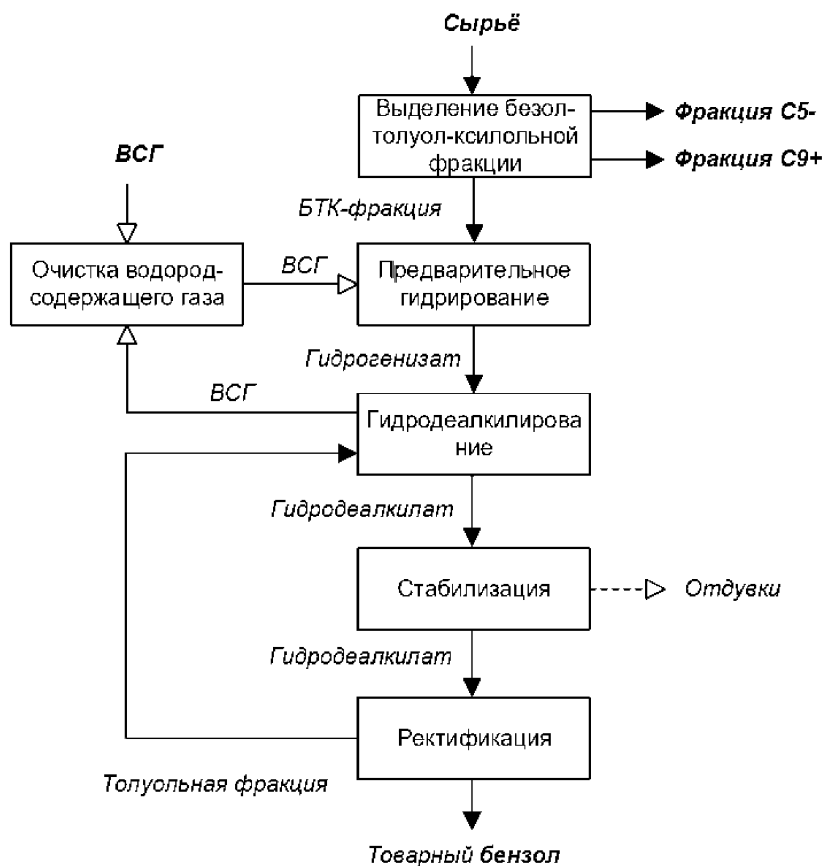 Сырьё
Выделение безол-
толуол-ксилольной
фракции
Фракция С5-
Фракция С9+
ВСГ
БТК-фракция
Очистка водород-
содержащего газа
ВСГ
Предварительное
гидрирование
Гидрогенизат
ВСГ
Гидродеалкилирова
ние
Гидродеалкилат
Стабилизация
Отдувки
Гидродеалкилат
Ректификация
Толуольная фракция
Товарный бензол